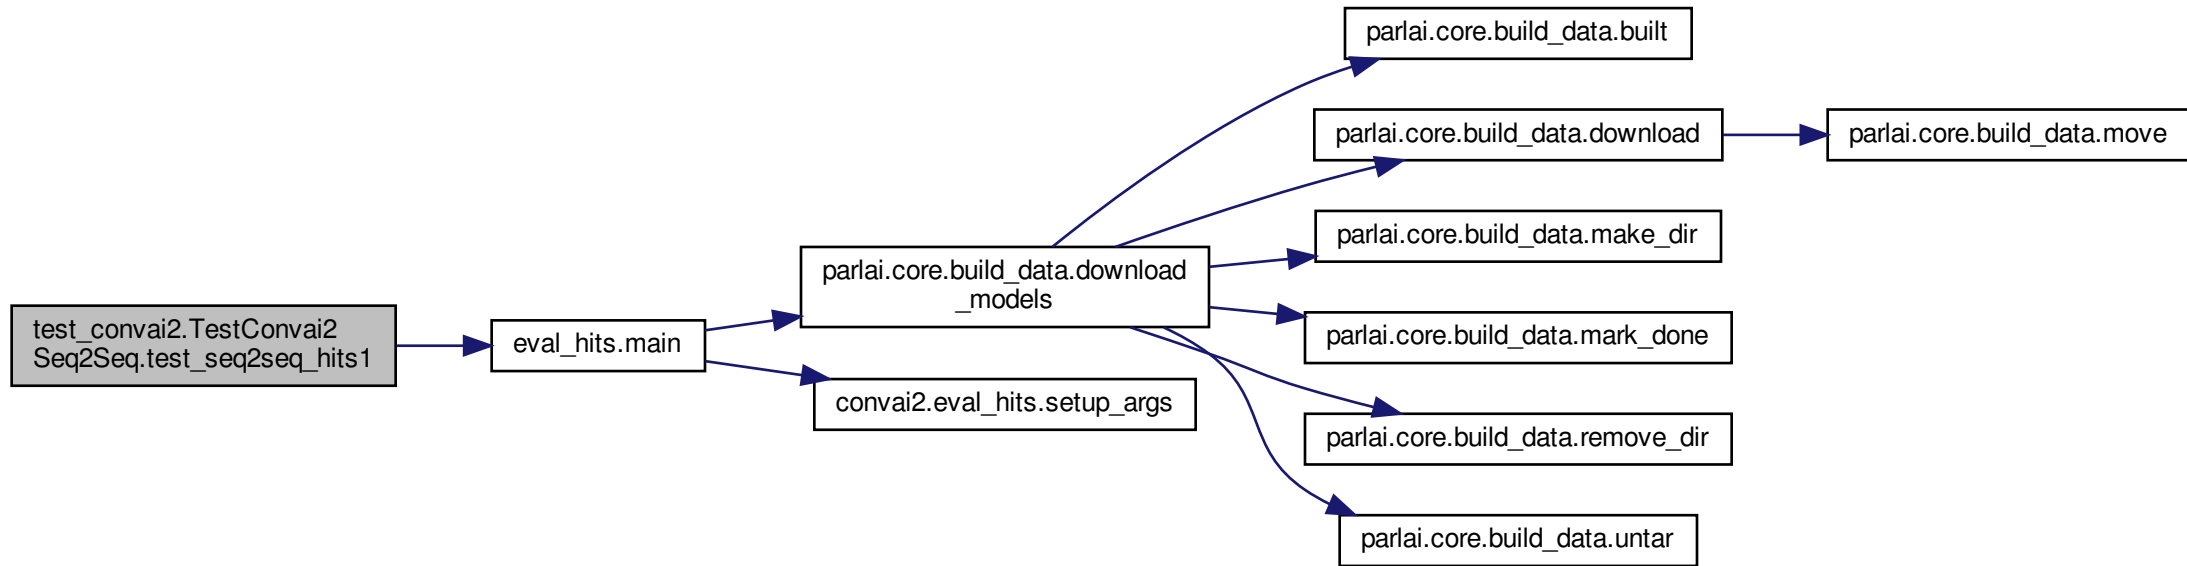 test_convai2.TestConvai2
Seq2Seq.test_seq2seq_hits1
eval_hits.main
parlai.core.build_data.download
_models
convai2.eval_hits.setup_args
parlai.core.build_data.built
parlai.core.build_data.download
parlai.core.build_data.move
parlai.core.build_data.make_dir
parlai.core.build_data.mark_done
parlai.core.build_data.remove_dir
parlai.core.build_data.untar